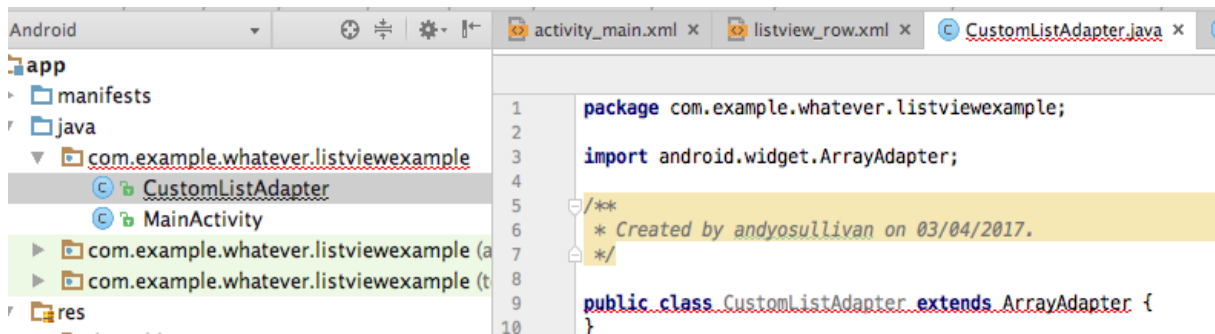 Android
activity_main.xml × listview_row.xml × CustomListAdapter.java ×
app
manifests
java
com.example.whatever.listviewexample
CustomListAdapter
MainActivity
com.example.whatever.listviewexample (a
com.example.whatever.listviewexample (t
res
1 package com.example.whatever.listviewexample;
2
3 import android.widget.ArrayAdapter;
4
5 /**
6 * Created by andyosullivan on 03/04/2017.
7 */
8
9 public class CustomListAdapter extends ArrayAdapter {
10 }